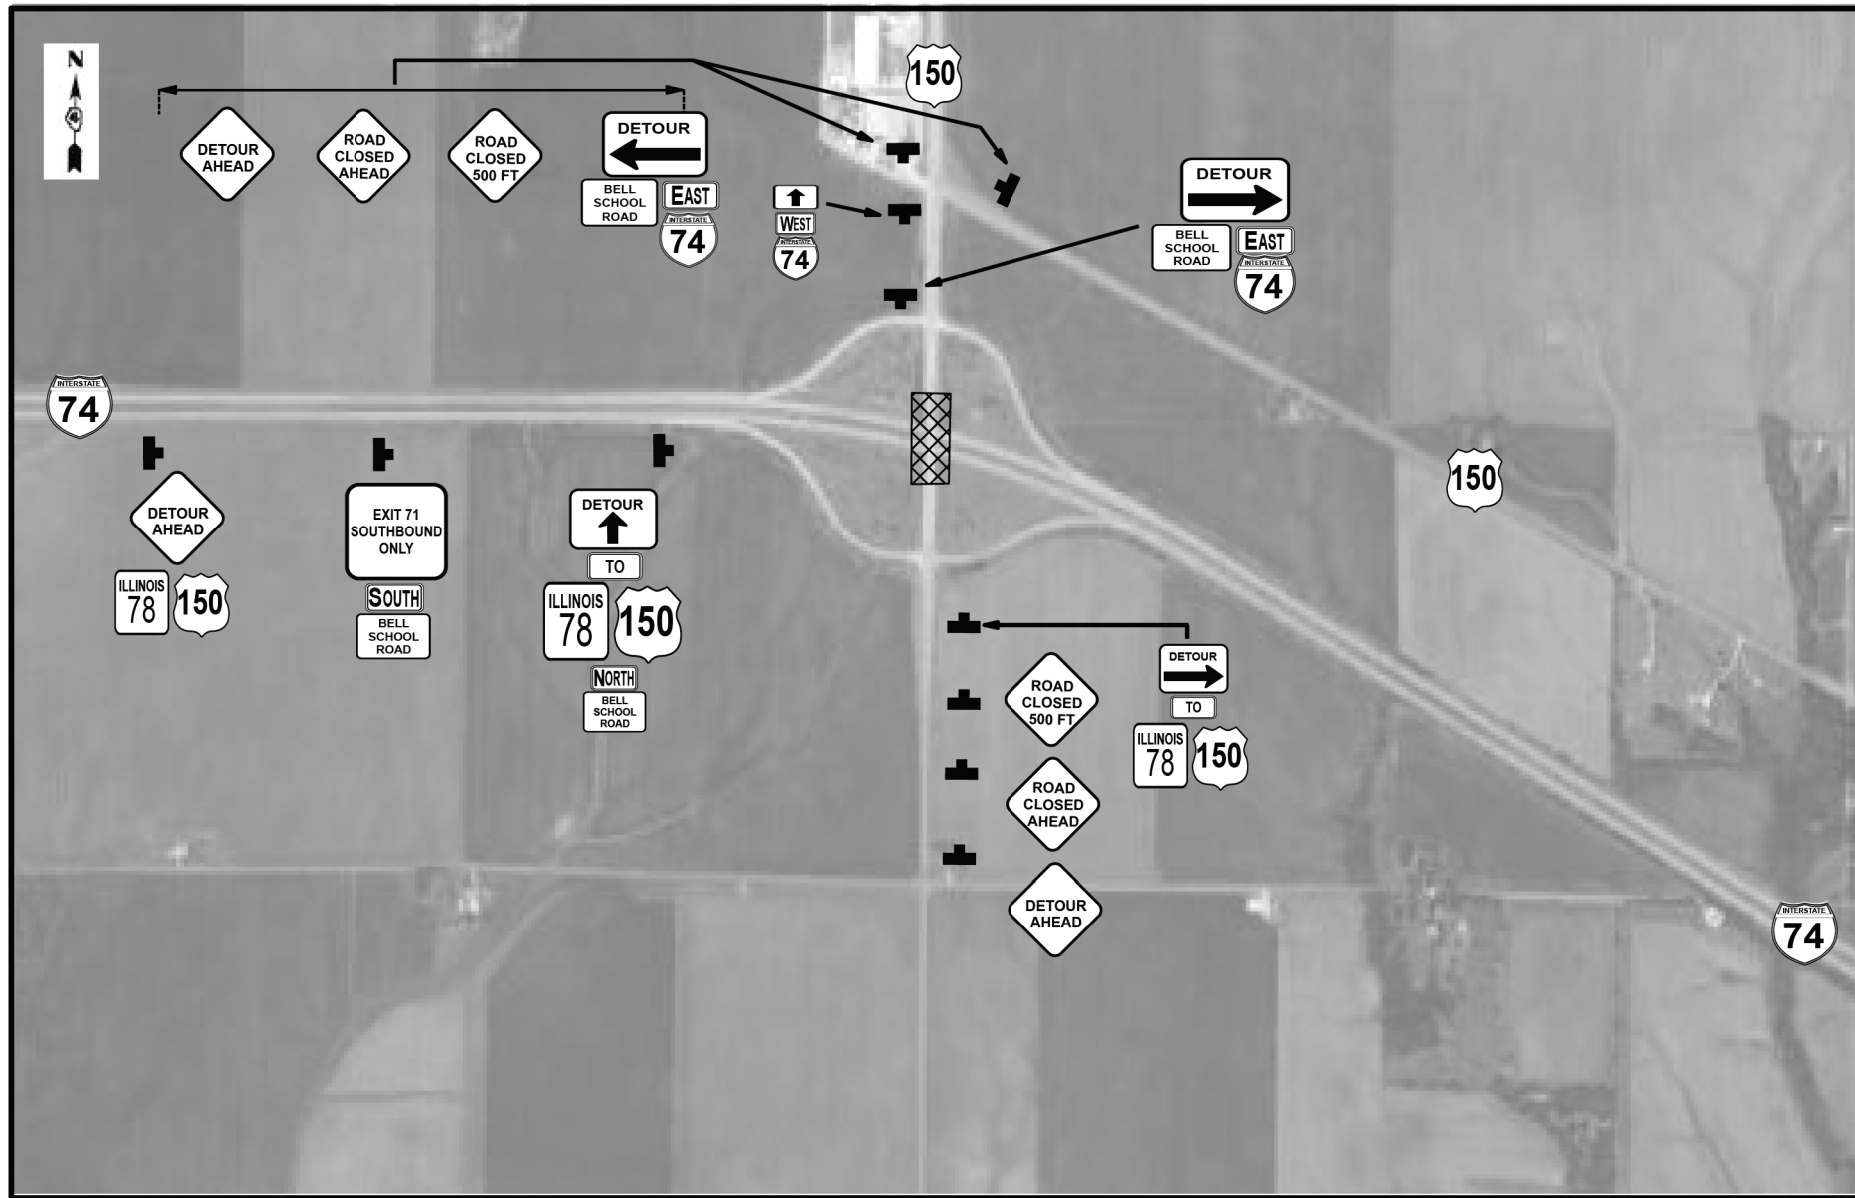 N
150
DETOUR
AHEAD
ROAD
CLOSED
AHEAD
ROAD
CLOSED
500 FT
DETOUR
BELL
SCHOOL
ROAD
EAST
INTERSTATE
74
WEST
INTERSTATE
74
DETOUR
BELL
SCHOOL
ROAD
EAST
INTERSTATE
74
INTERSTATE
74
150
DETOUR
AHEAD
ILLINOIS
78
150
EXIT 71
SOUTHBOUND
ONLY
SOUTH
BELL
SCHOOL
ROAD
DETOUR
TO
ILLINOIS
78
150
NORTH
BELL
SCHOOL
ROAD
DETOUR
TO
ILLINOIS
78
150
ROAD
CLOSED
500 FT
ROAD
CLOSED
AHEAD
DETOUR
AHEAD
INTERSTATE
74